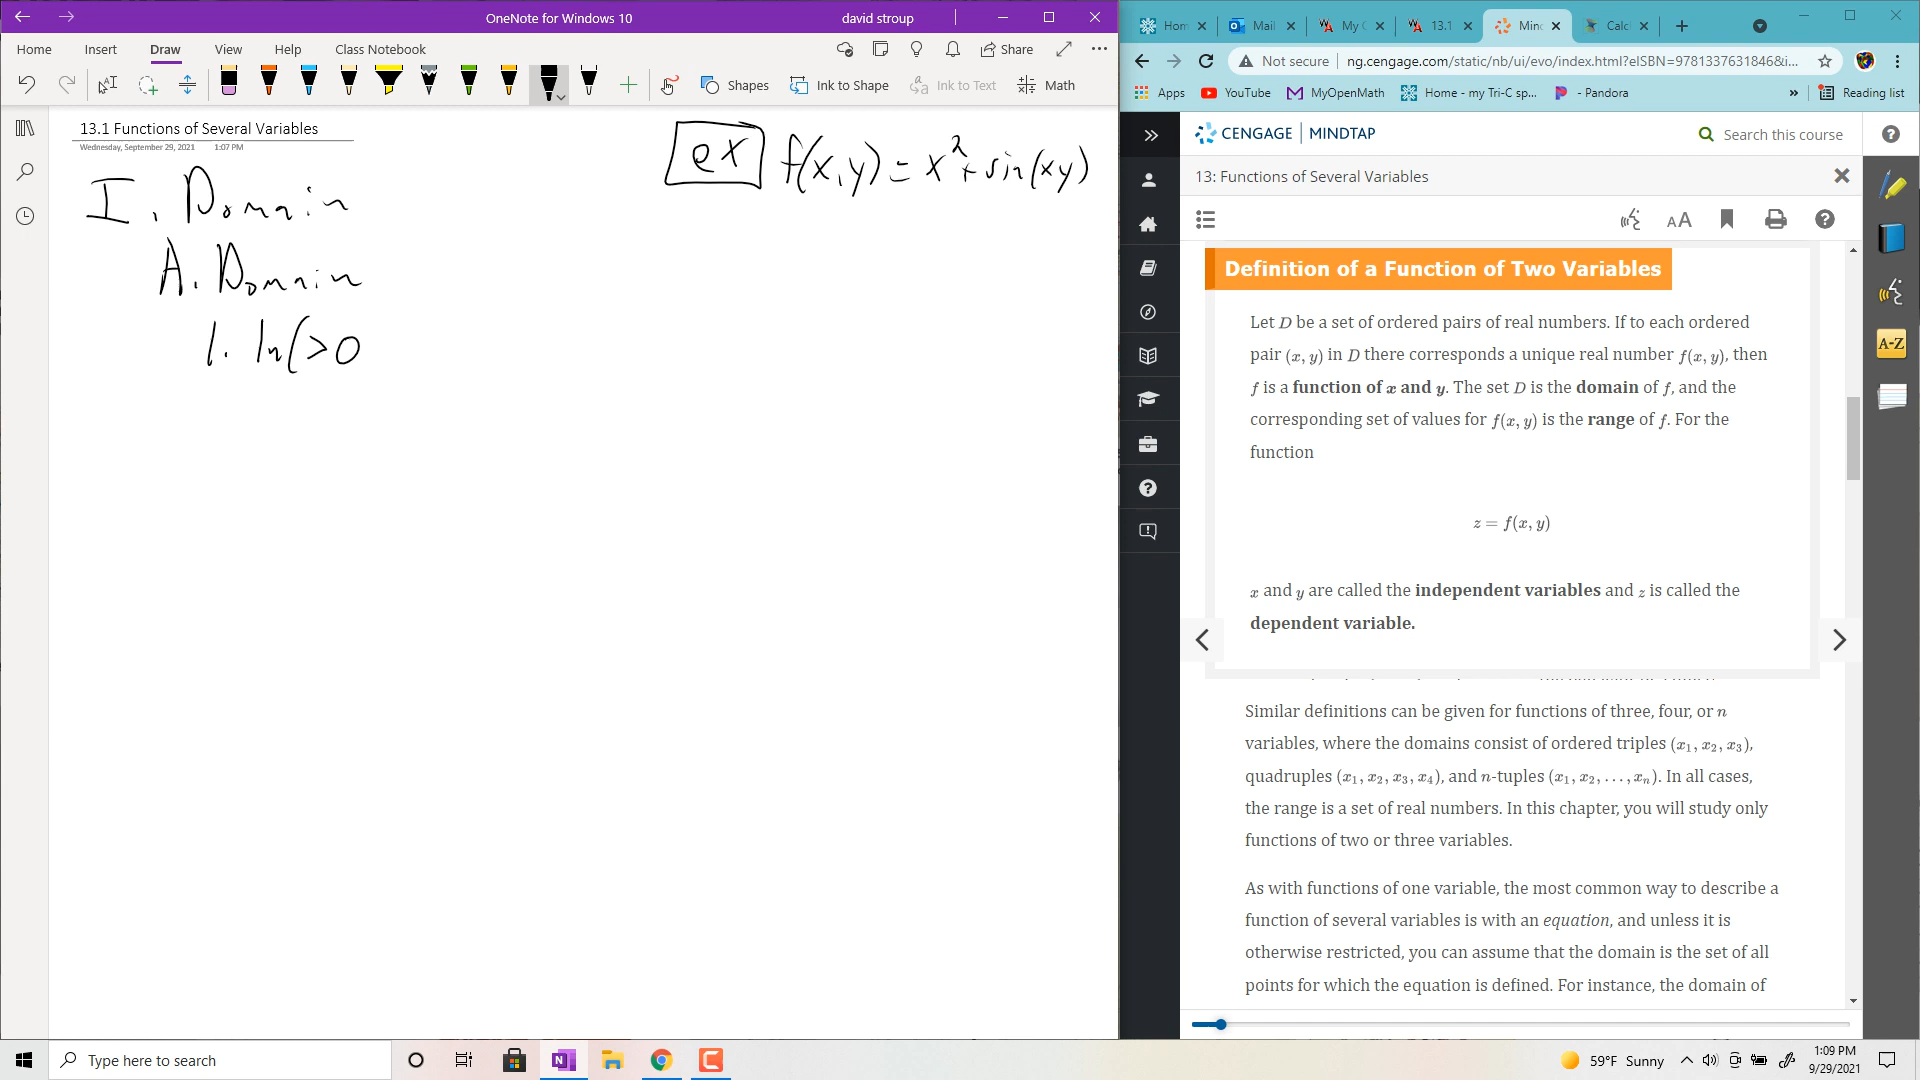 OneNote for Windows 10
david stroup
Home Insert Draw View Help Class Notebook
Share
Shapes Ink to Shape Ink to Text Math
13.1 Functions of Several Variables
Wednesday, September 29, 2021 1:07 PM
I. Domain
A. Domain
1. ln(>0
ex f(x,y) = x²+sin(xy)
Mail
13.1
Not secure ng.cengage.com/static/nb/ui/evo/index.html?eISBN=9781337631846&i...
Apps YouTube MyOpenMath Home - my Tri-C sp... - Pandora » Reading list
CENGAGE | MINDTAP
Search this course
13: Functions of Several Variables
AA
Definition of a Function of Two Variables
Let D be a set of ordered pairs of real numbers. If to each ordered
pair (x, y) in D there corresponds a unique real number f(x, y), then
f is a function of x and y. The set D is the domain of f, and the
corresponding set of values for f(x, y) is the range of f. For the
function
z = f(x, y)
x and y are called the independent variables and z is called the
dependent variable.
Similar definitions can be given for functions of three, four, or n
variables, where the domains consist of ordered triples (x₁, x₂, x₃),
quadruples (x₁, x₂, x₃, x₄), and n-tuples (x₁, x₂, . . . , xₙ). In all cases,
the range is a set of real numbers. In this chapter, you will study only
functions of two or three variables.
As with functions of one variable, the most common way to describe a
function of several variables is with an equation, and unless it is
otherwise restricted, you can assume that the domain is the set of all
points for which the equation is defined. For instance, the domain of
A-Z
Type here to search
59°F Sunny
1:09 PM
9/29/2021